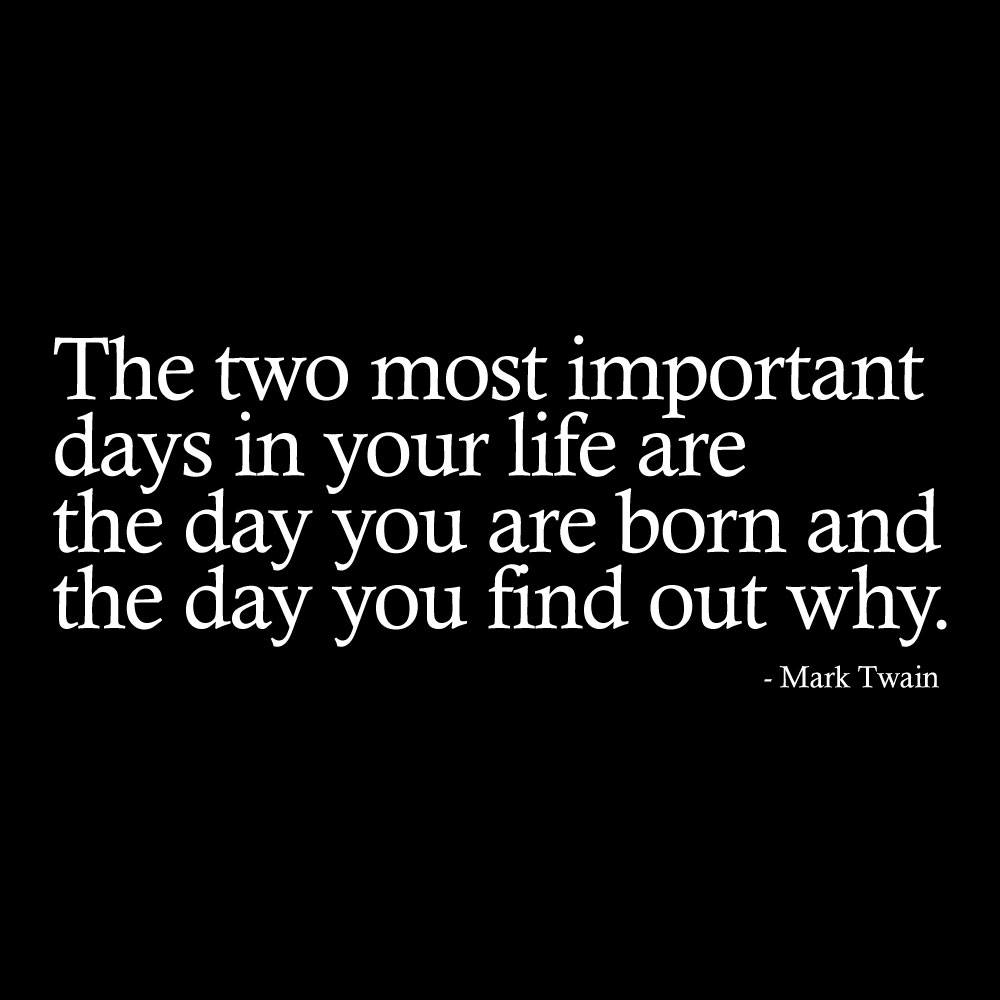 The two most important
days in your life are
the day you are born and
the day you find out why.
- Mark Twain